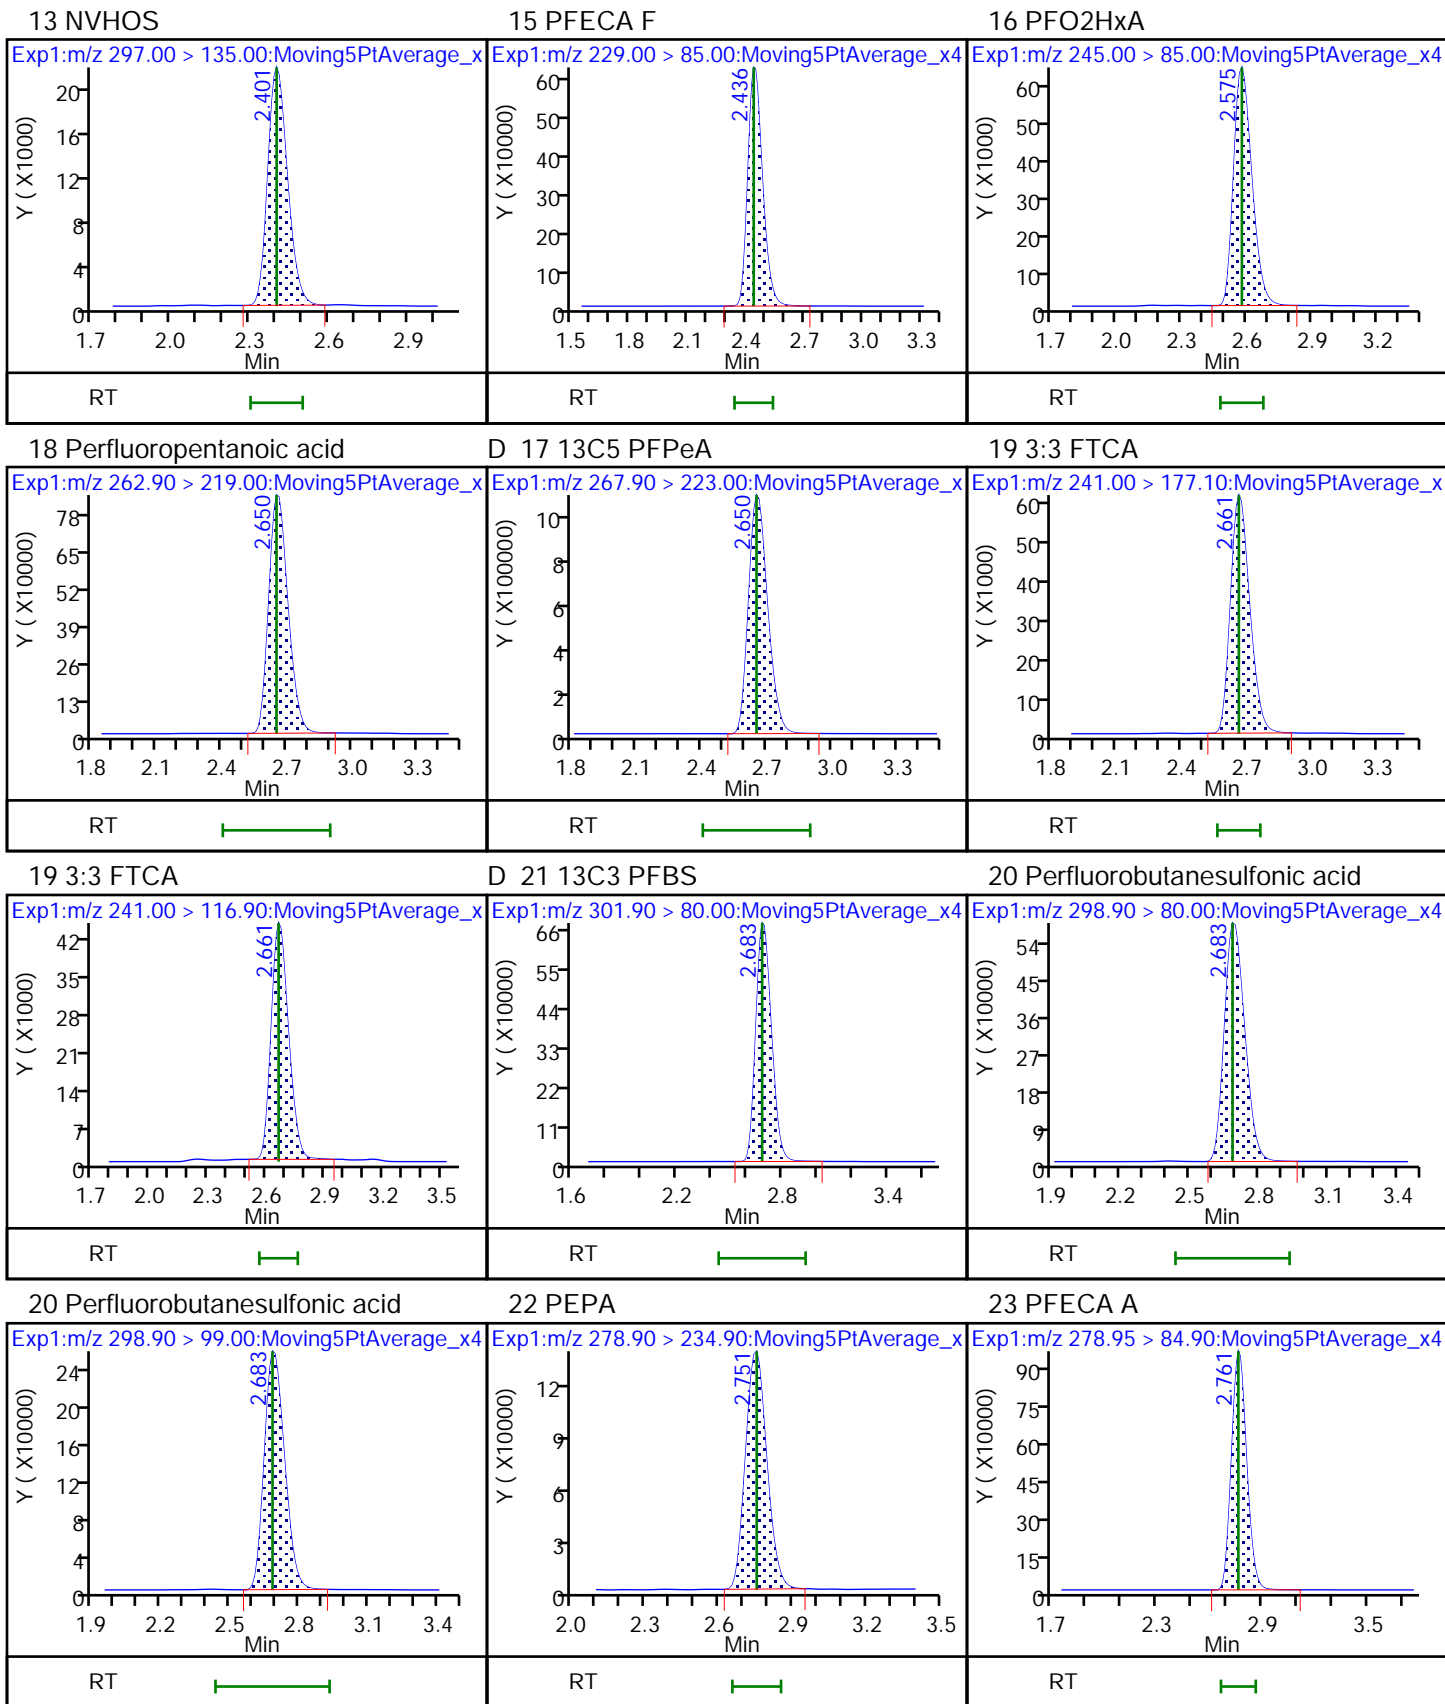 13 NVHOS
Exp1:m/z 297.00 > 135.00:Moving5PtAverage_x
Y ( X1000)
20
16
12
8
4
0
2.401
1.7 2.0 2.3 2.6 2.9
Min
RT
15 PFECA F
Exp1:m/z 229.00 > 85.00:Moving5PtAverage_x4
Y ( X10000)
60
50
40
30
20
10
0
2.436
1.5 1.8 2.1 2.4 2.7 3.0 3.3
Min
RT
16 PFO2HxA
Exp1:m/z 245.00 > 85.00:Moving5PtAverage_x4
Y ( X1000)
60
50
40
30
20
10
0
2.575
1.7 2.0 2.3 2.6 2.9 3.2
Min
RT
18 Perfluoropentanoic acid
Exp1:m/z 262.90 > 219.00:Moving5PtAverage_x
Y ( X10000)
78
65
52
39
26
13
0
2.650
1.8 2.1 2.4 2.7 3.0 3.3
Min
RT
D 17 13C5 PFPeA
Exp1:m/z 267.90 > 223.00:Moving5PtAverage_x
Y ( X100000)
10
8
6
4
2
0
2.650
1.8 2.1 2.4 2.7 3.0 3.3
Min
RT
19 3:3 FTCA
Exp1:m/z 241.00 > 177.10:Moving5PtAverage_x
Y ( X1000)
60
50
40
30
20
10
0
2.661
1.8 2.1 2.4 2.7 3.0 3.3
Min
RT
19 3:3 FTCA
Exp1:m/z 241.00 > 116.90:Moving5PtAverage_x
Y ( X1000)
42
35
28
21
14
7
0
2.661
1.7 2.0 2.3 2.6 2.9 3.2 3.5
Min
RT
D 21 13C3 PFBS
Exp1:m/z 301.90 > 80.00:Moving5PtAverage_x4
Y ( X10000)
66
55
44
33
22
11
0
2.683
1.6 2.2 2.8 3.4
Min
RT
20 Perfluorobutanesulfonic acid
Exp1:m/z 298.90 > 80.00:Moving5PtAverage_x4
Y ( X10000)
54
45
36
27
18
9
0
2.683
1.9 2.2 2.5 2.8 3.1 3.4
Min
RT
20 Perfluorobutanesulfonic acid
Exp1:m/z 298.90 > 99.00:Moving5PtAverage_x4
Y ( X10000)
24
20
16
12
8
4
0
2.683
1.9 2.2 2.5 2.8 3.1 3.4
Min
RT
22 PEPA
Exp1:m/z 278.90 > 234.90:Moving5PtAverage_x
Y ( X10000)
12
9
6
3
0
2.751
2.0 2.3 2.6 2.9 3.2 3.5
Min
RT
23 PFECA A
Exp1:m/z 278.95 > 84.90:Moving5PtAverage_x4
Y ( X10000)
90
75
60
45
30
15
0
2.761
1.7 2.3 2.9 3.5
Min
RT